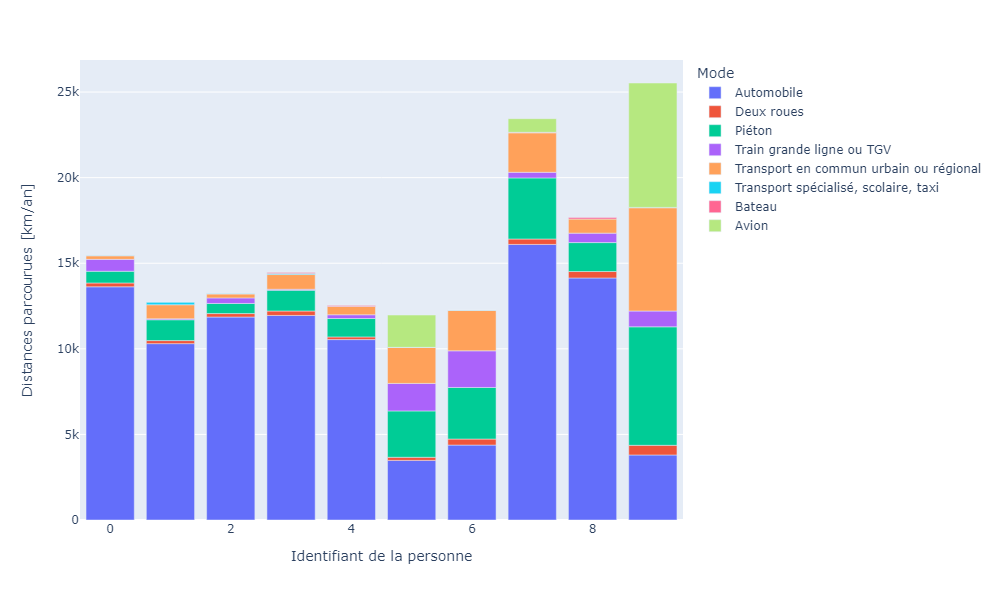 Distances parcourues [km/an]
25k
20k
15k
10k
5k
0
0
2
4
6
8
Identifiant de la personne
Mode
Automobile
Deux roues
Piéton
Train grande ligne ou TGV
Transport en commun urbain ou régional
Transport spécialisé, scolaire, taxi
Bateau
Avion